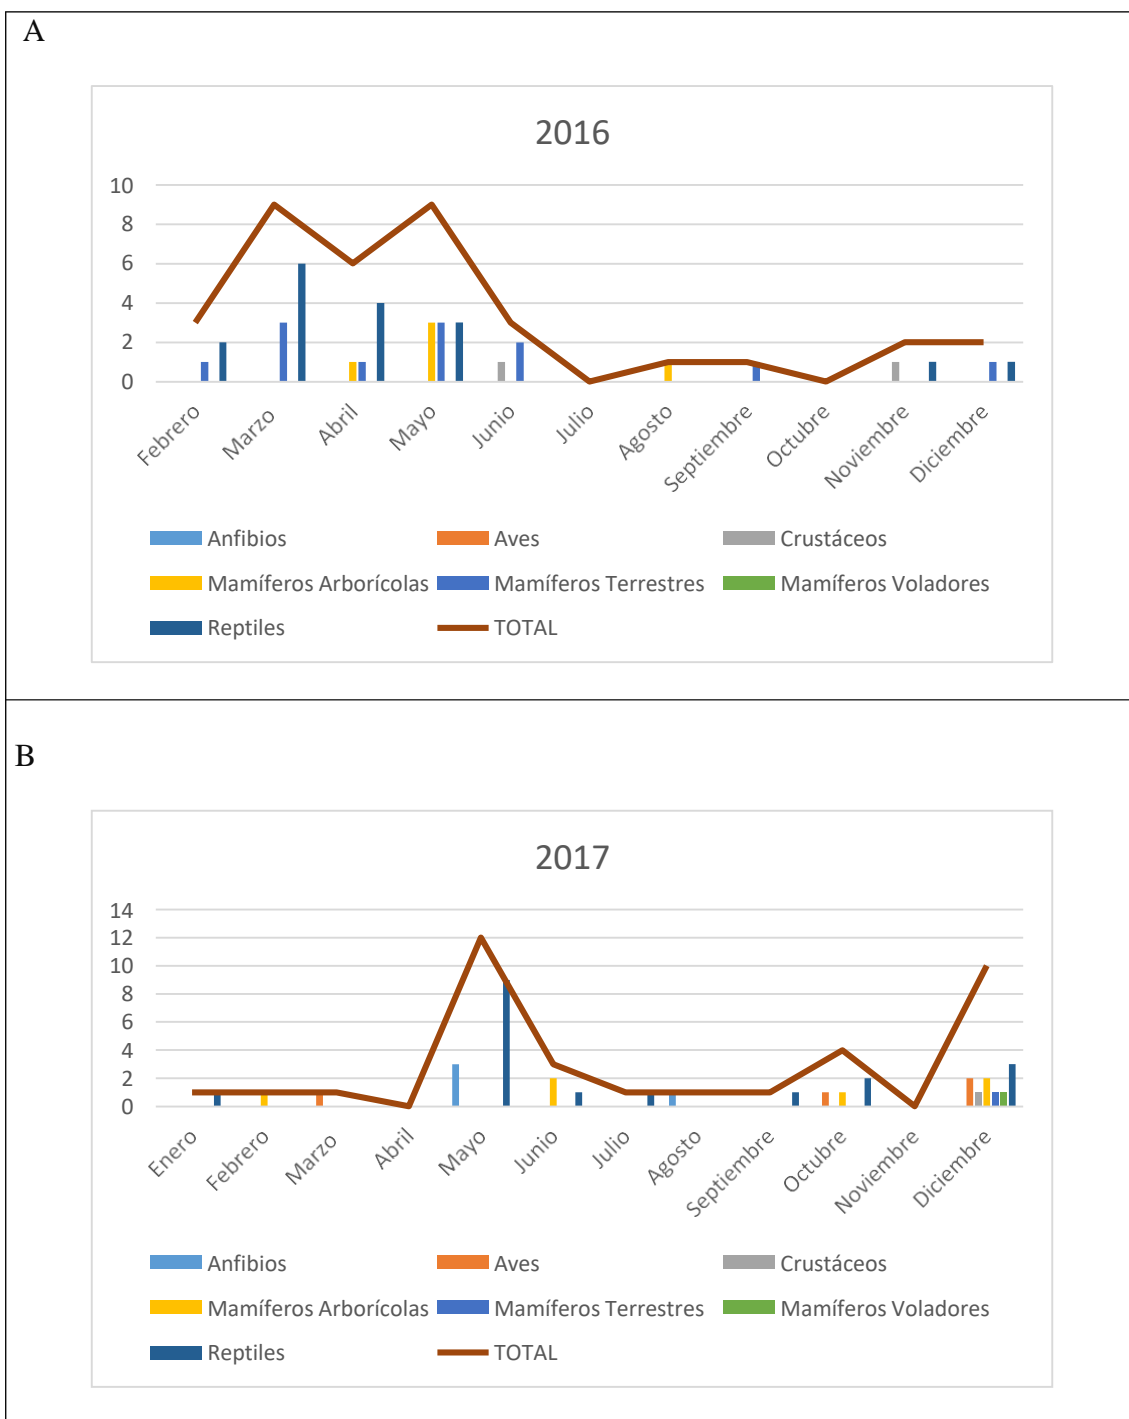 A
2016
10
8
6
4
2
0
Febrero
Marzo
Abril
Mayo
Junio
Julio
Agosto
Septiembre
Octubre
Noviembre
Diciembre
Anfibios Aves Crustáceos
Mamíferos Arborícolas Mamíferos Terrestres Mamíferos Voladores
Reptiles TOTAL
B
2017
14
12
10
8
6
4
2
0
Enero
Febrero
Marzo
Abril
Mayo
Junio
Julio
Agosto
Septiembre
Octubre
Noviembre
Diciembre
Anfibios Aves Crustáceos
Mamíferos Arborícolas Mamíferos Terrestres Mamíferos Voladores
Reptiles TOTAL